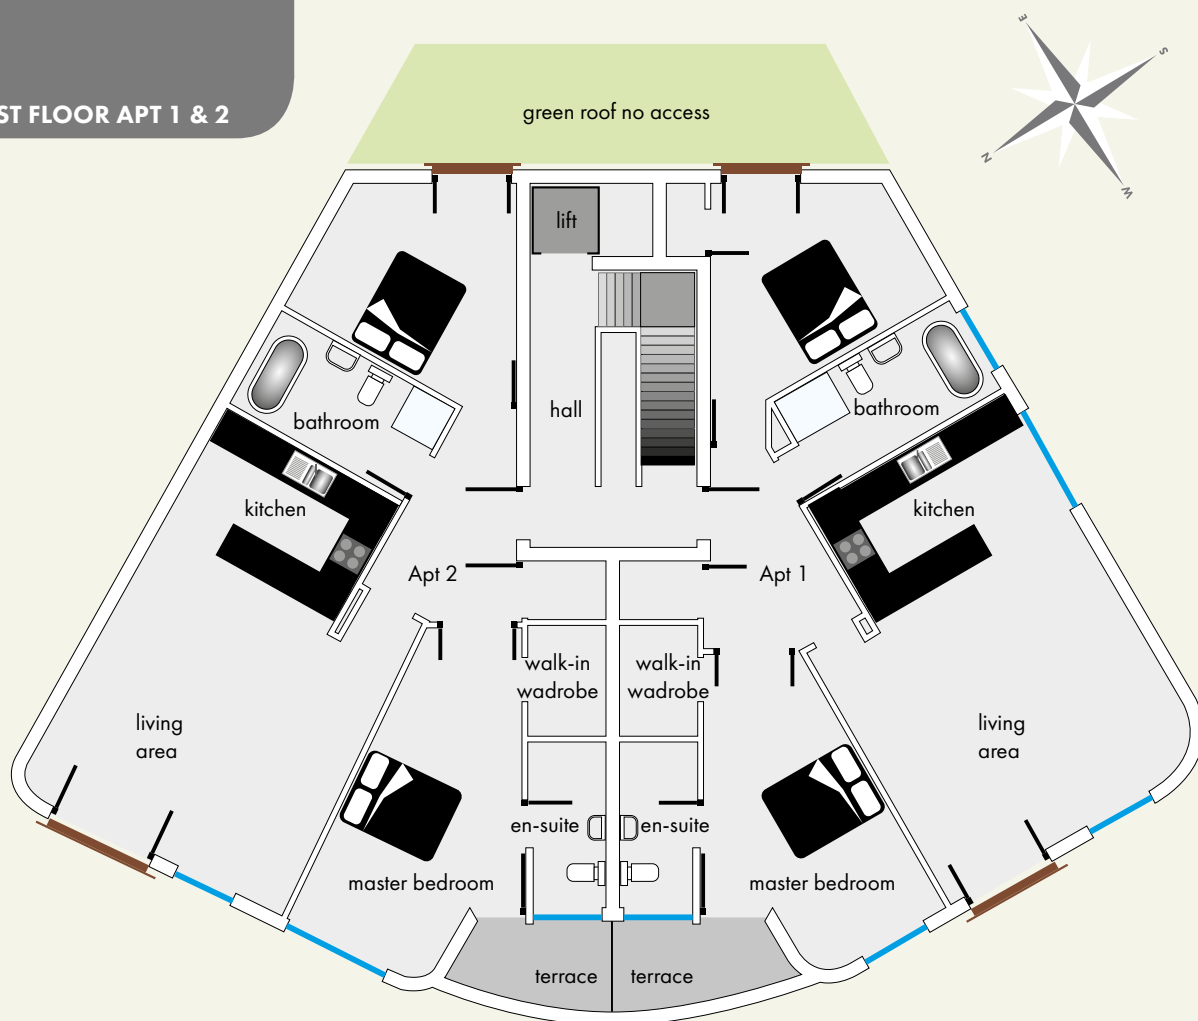 ST FLOOR APT 1 & 2
E
S
N
W
green roof no access
lift
hall
bathroom
bathroom
kitchen
kitchen
Apt 2
Apt 1
walk-in
wadrobe
walk-in
wadrobe
living
area
living
area
en-suite
en-suite
master bedroom
master bedroom
terrace
terrace